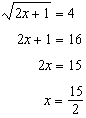 √(2x + 1) = 4
2x + 1 = 16
2x = 15
x = 15/2